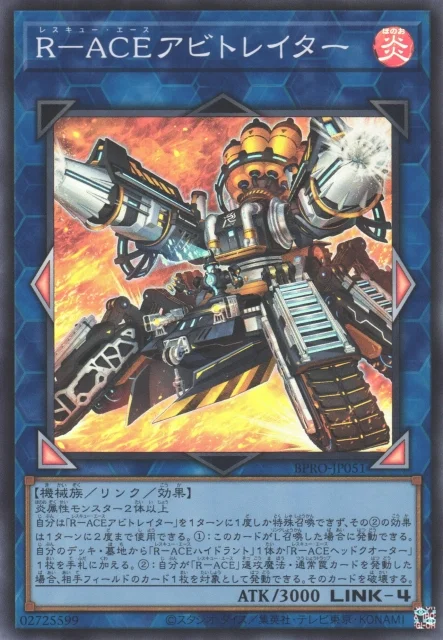 レスキュー・エース
R-ACEアビトレイター
ほのお
炎
BPRO-JP051
【機械族/リンク/効果】
炎属性モンスター2体以上
自分は「R-ACEアビトレイター」を1ターンに1度しか特殊召喚できず、その②の効果
は1ターンに2度まで使用できる。①:このカードがL召喚した場合に発動できる。
自分のデッキ・墓地から「R-ACEハイドラント」1体か「R-ACEヘッドクオーター」
1枚を手札に加える。②:自分が「R-ACE」速攻魔法・通常罠カードを発動した
場合、相手フィールドのカード1枚を対象として発動できる。そのカードを破壊する。
ATK/3000 LINK-4
02725599
©スタジオ・ダイス/集英社・テレビ東京・KONAMI